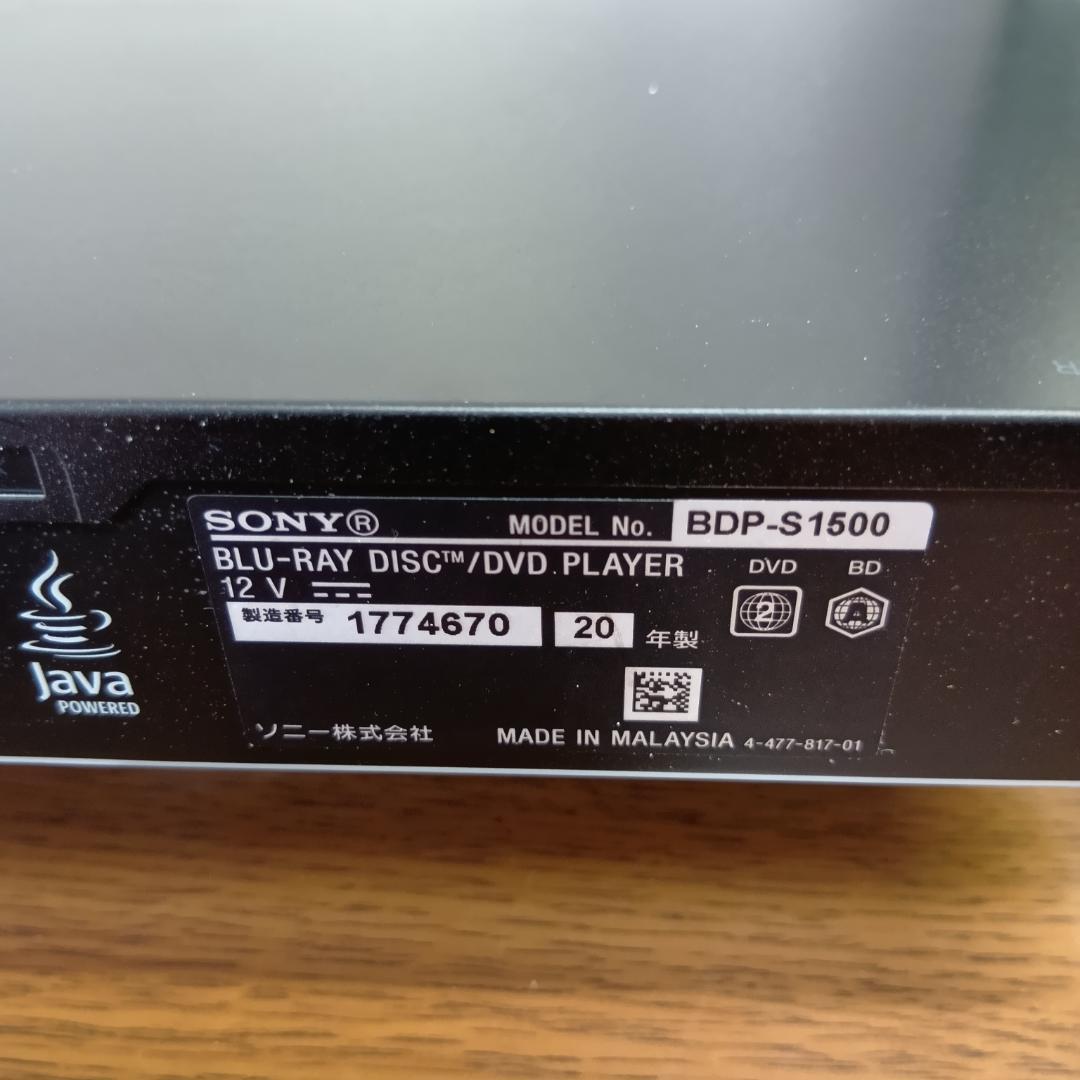 SONY® MODEL No. BDP-S1500
BLU-RAY DISC™/DVD PLAYER DVD BD
12 V
2 A
製造番号 1774670 20 年製
Java
POWERED
ソニー株式会社 MADE IN MALAYSIA 4-477-817-01